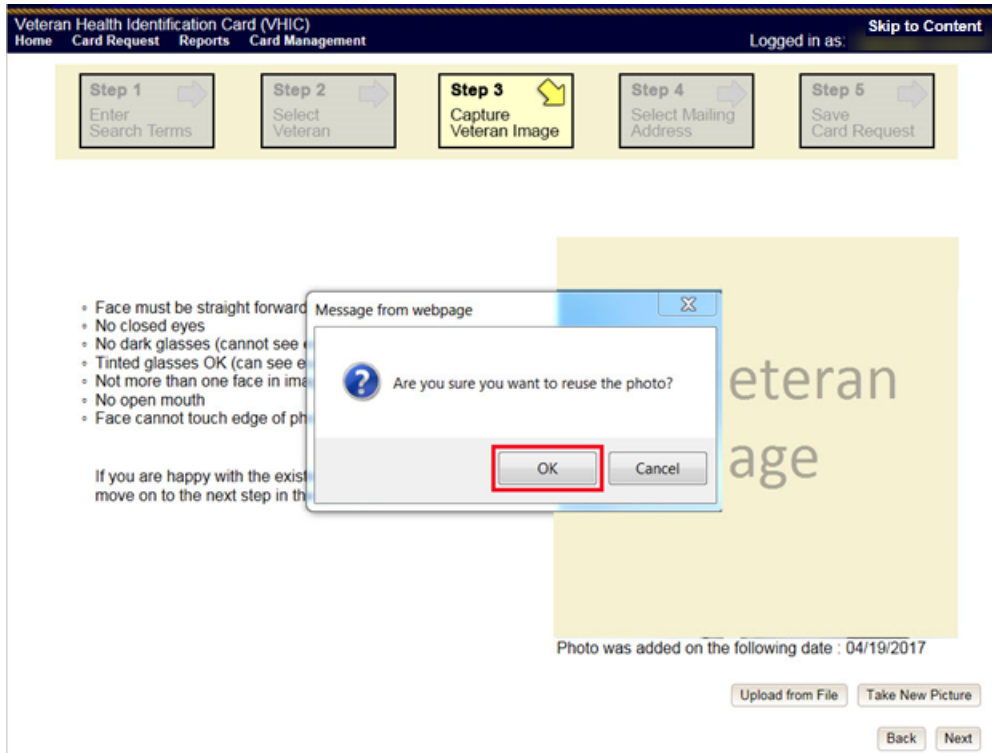 Veteran Health Identification Card (VHIC)
Skip to Content
Home Card Request Reports Card Management
Logged in as:
Step 1
Enter
Search Terms
Step 2
Select
Veteran
Step 3
Capture
Veteran Image
Step 4
Select Mailing
Address
Step 5
Save
Card Request
Face must be straight forward
No closed eyes
No dark glasses (cannot see
Tinted glasses OK (can see
Not more than one face in
No open mouth
Face cannot touch edge of
If you are happy with the
move on to the next step in
Message from webpage
Are you sure you want to reuse the photo?
OK Cancel
eteran
age
Photo was added on the following date : 04/19/2017
Upload from File Take New Picture
Back Next